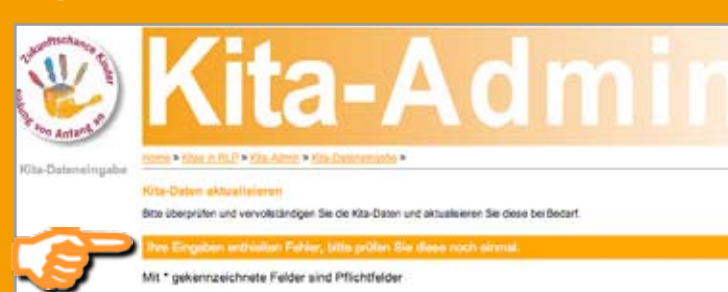 Zukunftschance Kinder
Bildung von Anfang an
Kita-Admin
Home » Kitas in RLP » Kita-Admin » Kita-Dateneingabe »
Kita-Dateneingabe
Kita-Daten aktualisieren
Bitte überprüfen und vervollständigen Sie die Kita-Daten und aktualisieren Sie diese bei Bedarf.
Ihre Eingaben enthielten Fehler, bitte prüfen Sie diese noch einmal.
Mit * gekennzeichnete Felder sind Pflichtfelder